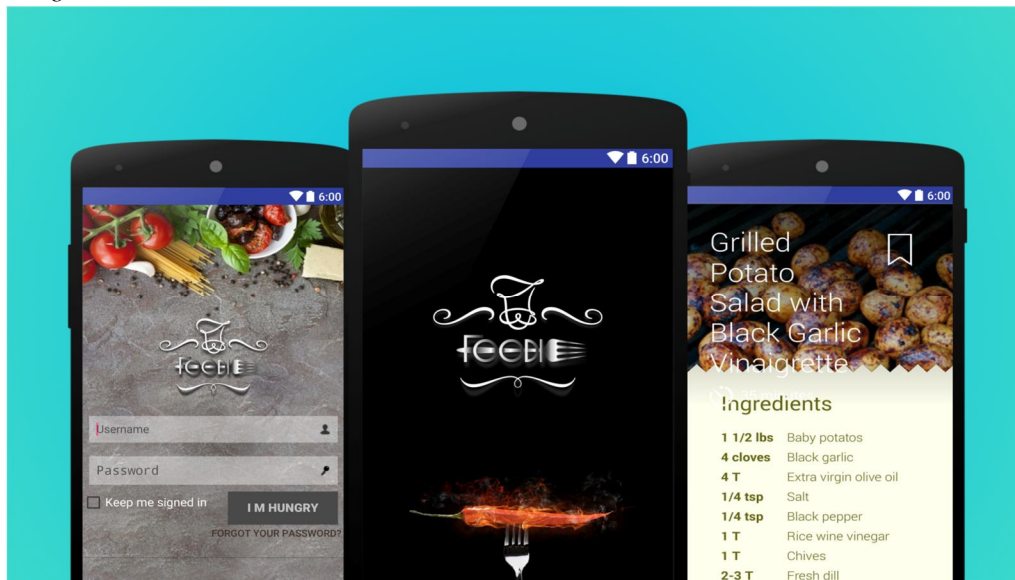 6:00
FOODIE
Username
Password
Keep me signed in
I M HUNGRY
FORGOT YOUR PASSWORD?
6:00
FOODIE
6:00
Grilled
Potato
Salad with
Black Garlic
Vinaigrette
Ingredients
1 1/2 lbs Baby potatos
4 cloves Black garlic
4 T Extra virgin olive oil
1/4 tsp Salt
1/4 tsp Black pepper
1 T Rice wine vinegar
1 T Chives
2-3 T Fresh dill